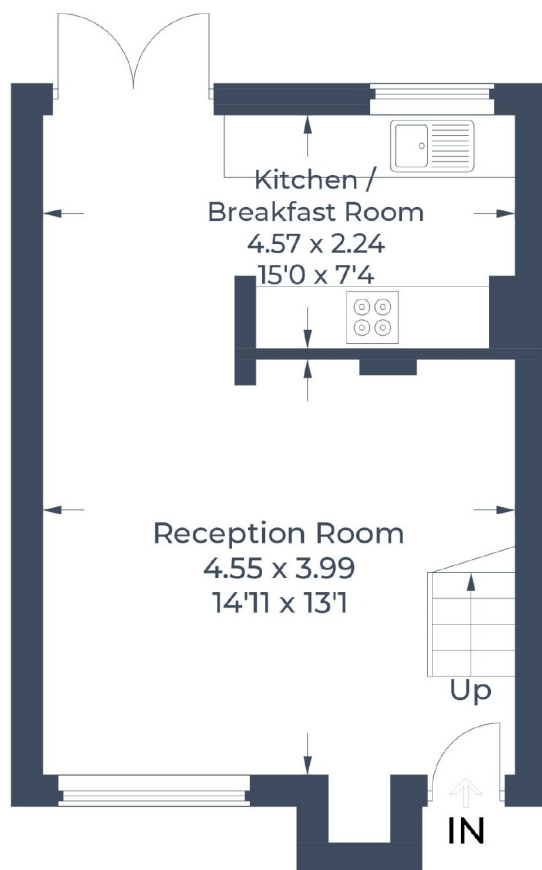 Kitchen /
Breakfast Room
4.57 x 2.24
15'0 x 7'4
Reception Room
4.55 x 3.99
14'11 x 13'1
Up
IN